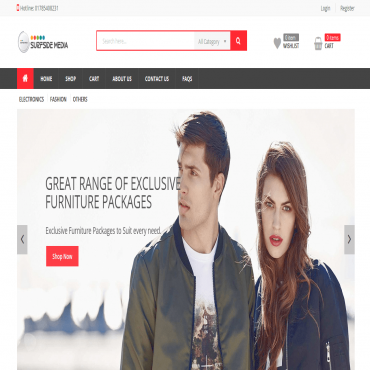 Hotline: 01785408231
Login
Register
SURFSIDE MEDIA
Search here...
All Category
0 item
WISHLIST
0 items
CART
HOME
SHOP
CART
ABOUT US
CONTACT US
FAQS
ELECTRONICS
FASHION
OTHERS
GREAT RANGE OF EXCLUSIVE
FURNITURE PACKAGES
Exclusive Furniture Packages to Suit every need.
Shop Now